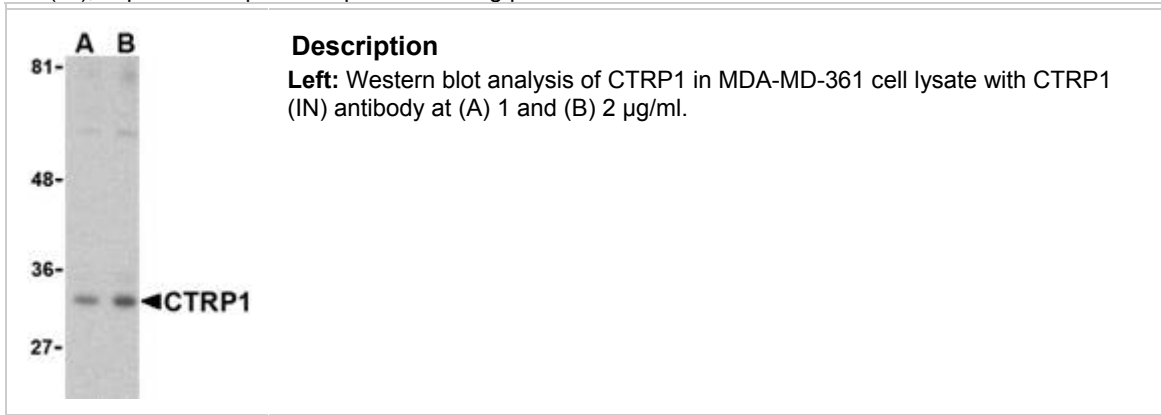 A B
Description
81-
Left: Western blot analysis of CTRP1 in MDA-MD-361 cell lysate with CTRP1
(IN) antibody at (A) 1 and (B) 2 µg/ml.
48-
36-
CTRP1
27-